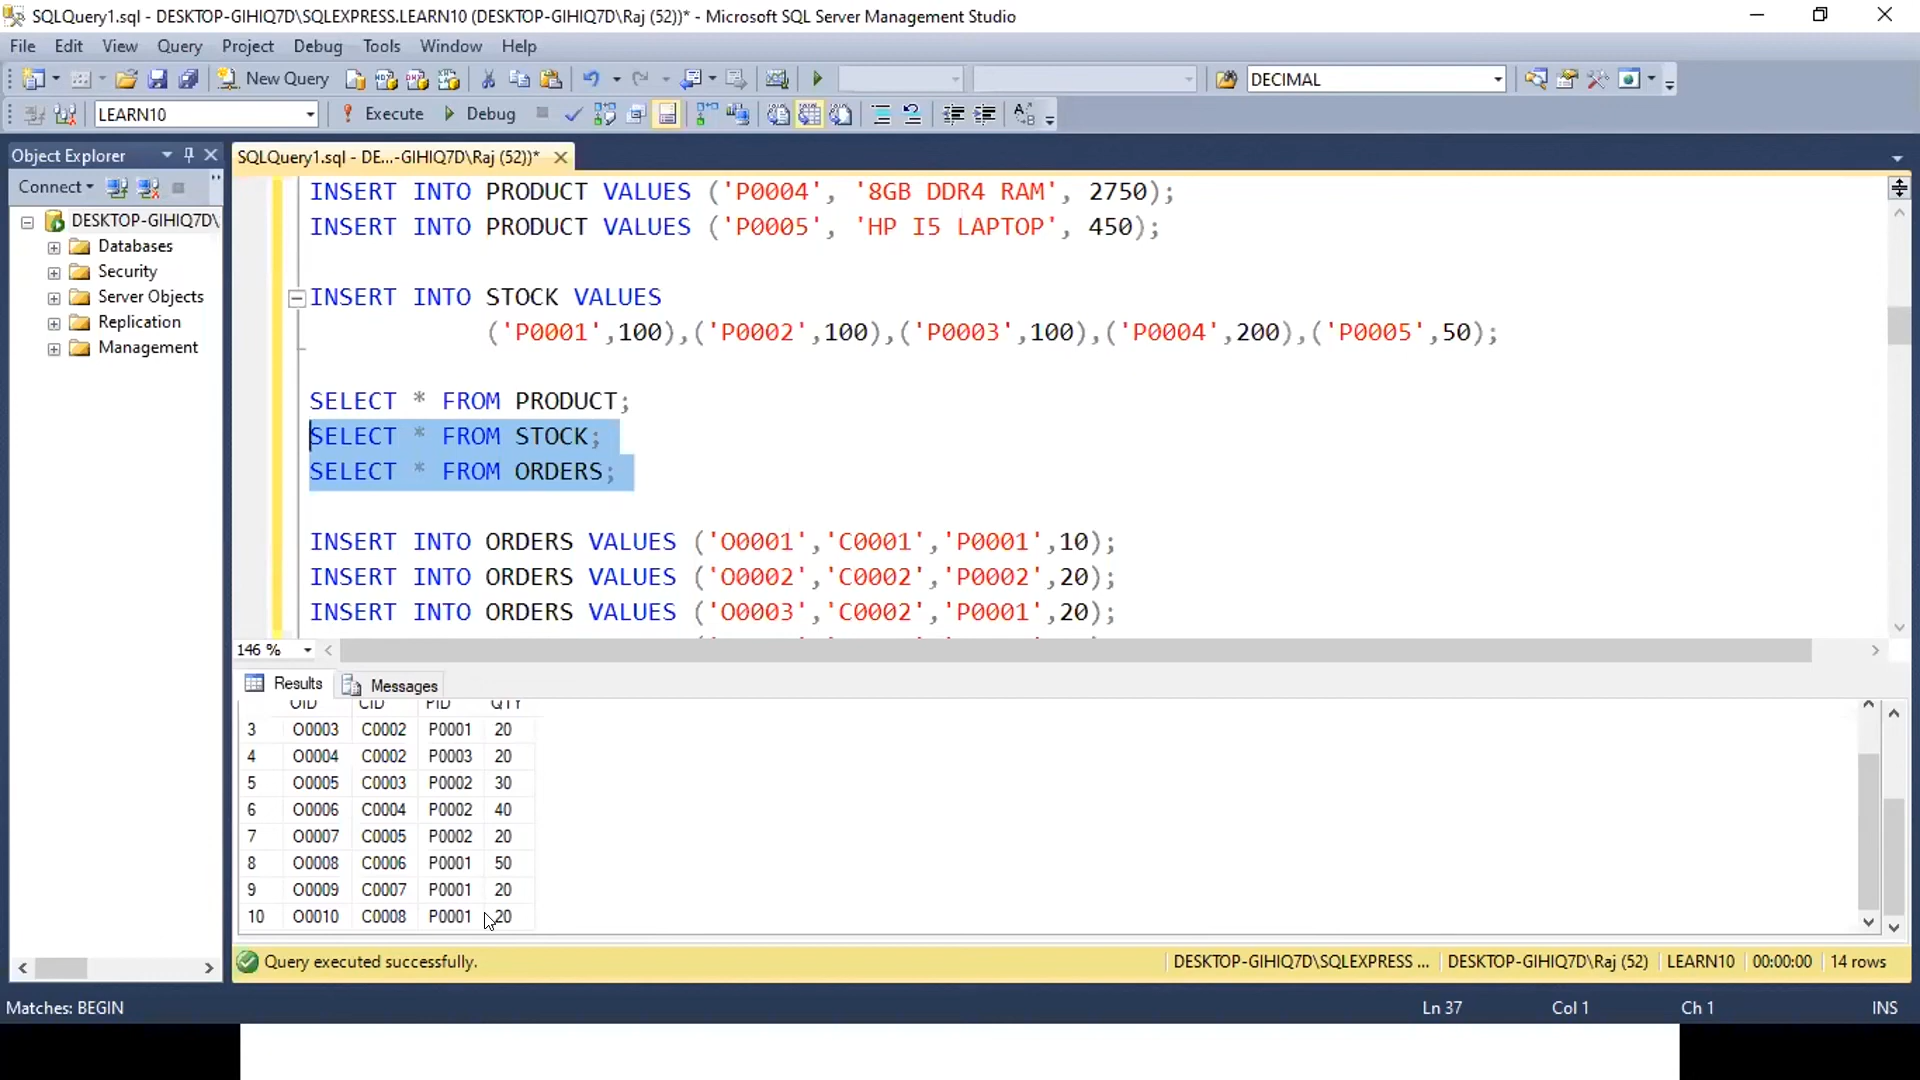 SQLQuery1.sql - DESKTOP-GIHIQ7D\SQLEXPRESS.LEARN10 (DESKTOP-GIHIQ7D\Raj (52))* - Microsoft SQL Server Management Studio
File Edit View Query Project Debug Tools Window Help
New Query DECIMAL
LEARN10 Execute Debug
Object Explorer
SQLQuery1.sql - DE...-GIHIQ7D\Raj (52))*
Connect
DESKTOP-GIHIQ7D\
Databases
Security
Server Objects
Replication
Management
INSERT INTO PRODUCT VALUES ('P0004', '8GB DDR4 RAM', 2750);
INSERT INTO PRODUCT VALUES ('P0005', 'HP I5 LAPTOP', 450);
INSERT INTO STOCK VALUES
('P0001',100),('P0002',100),('P0003',100),('P0004',200),('P0005',50);
SELECT * FROM PRODUCT;
SELECT * FROM STOCK;
SELECT * FROM ORDERS;
INSERT INTO ORDERS VALUES ('O0001','C0001','P0001',10);
INSERT INTO ORDERS VALUES ('O0002','C0002','P0002',20);
INSERT INTO ORDERS VALUES ('O0003','C0002','P0001',20);
146 %
Results Messages
OID CID PID QTY
3 O0003 C0002 P0001 20
4 O0004 C0002 P0003 20
5 O0005 C0003 P0002 30
6 O0006 C0004 P0002 40
7 O0007 C0005 P0002 20
8 O0008 C0006 P0001 50
9 O0009 C0007 P0001 20
10 O0010 C0008 P0001 20
Query executed successfully. DESKTOP-GIHIQ7D\SQLEXPRESS ... DESKTOP-GIHIQ7D\Raj (52) LEARN10 00:00:00 14 rows
Matches: BEGIN Ln 37 Col 1 Ch 1 INS